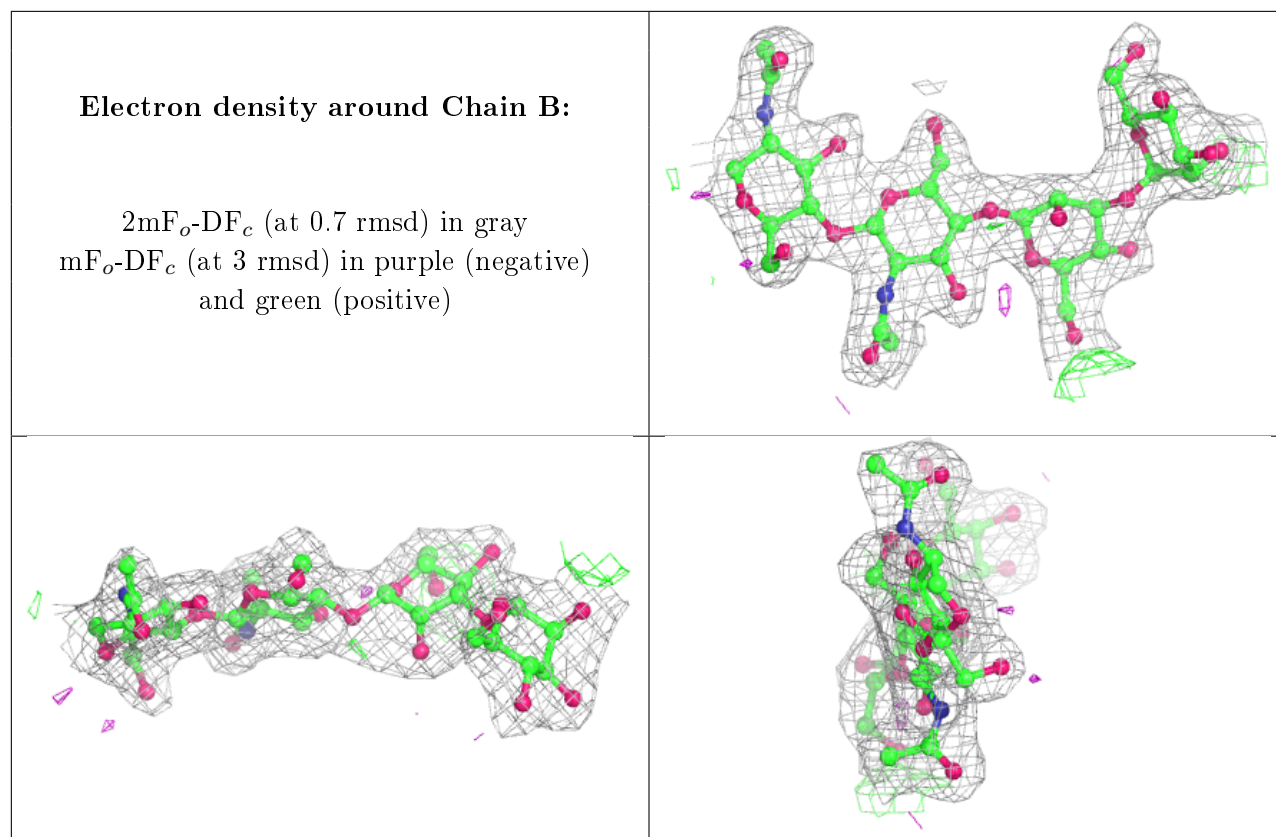 Electron density around Chain B:
2mFₒ-DF𝒸 (at 0.7 rmsd) in gray
mFₒ-DF𝒸 (at 3 rmsd) in purple (negative)
and green (positive)